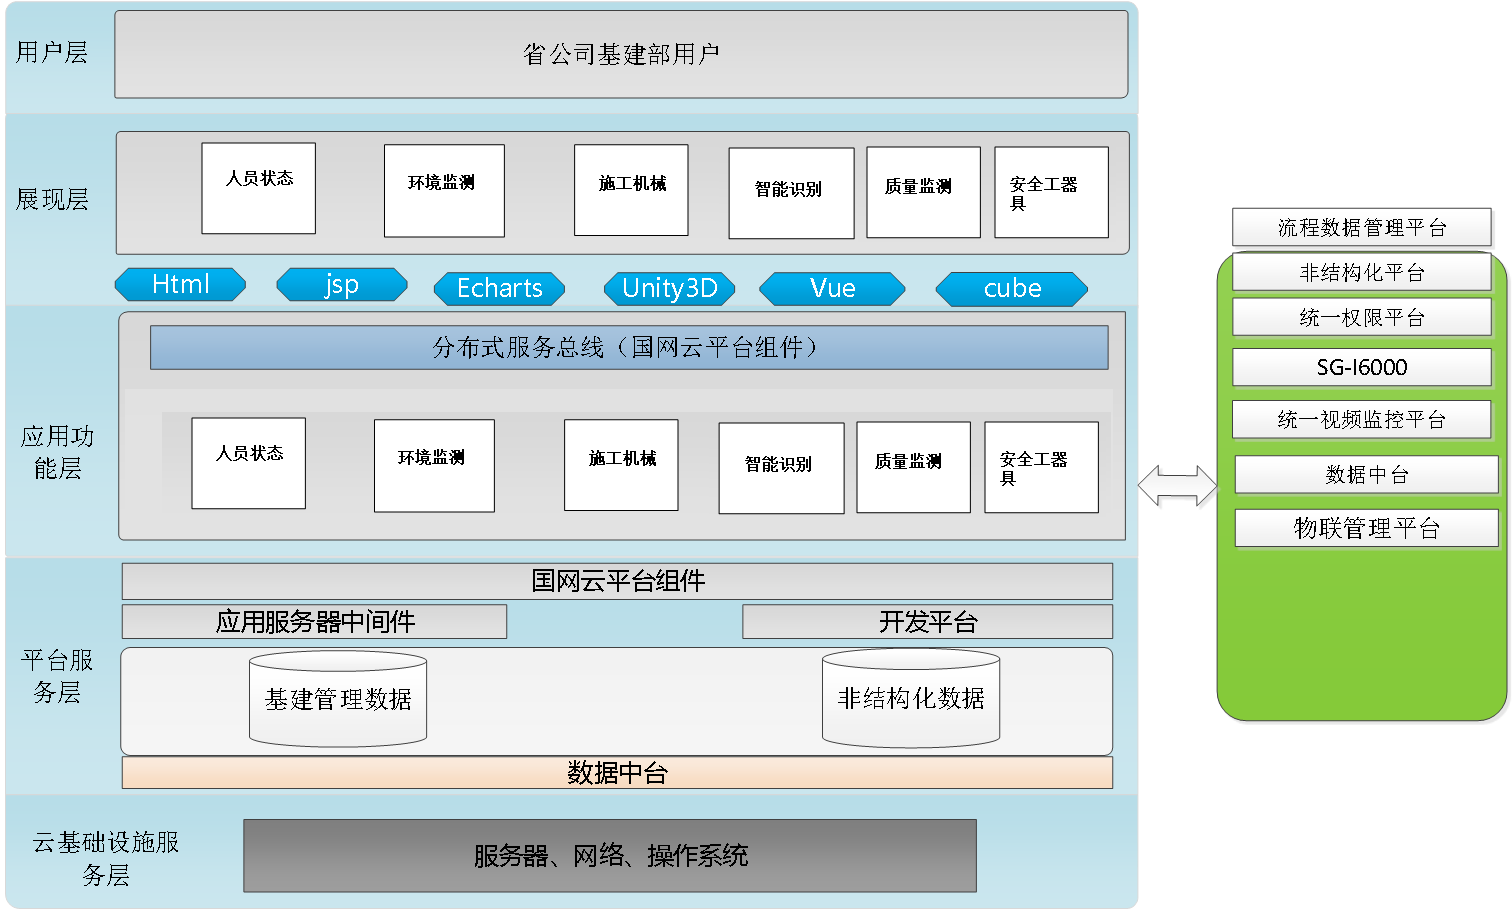 用户层
省公司基建部用户
展现层
人员状态
环境监测
施工机械
智能识别
质量监测
安全工器
具
Html
jsp
Echarts
Unity3D
Vue
cube
应用功
能层
分布式服务总线（国网云平台组件）
人员状态
环境监测
施工机械
智能识别
质量监测
安全工器
具
平台服
务层
国网云平台组件
应用服务器中间件
开发平台
基建管理数据
非结构化数据
数据中台
云基础设施服
务层
服务器、网络、操作系统
流程数据管理平台
非结构化平台
统一权限平台
SG-I6000
统一视频监控平台
数据中台
物联管理平台